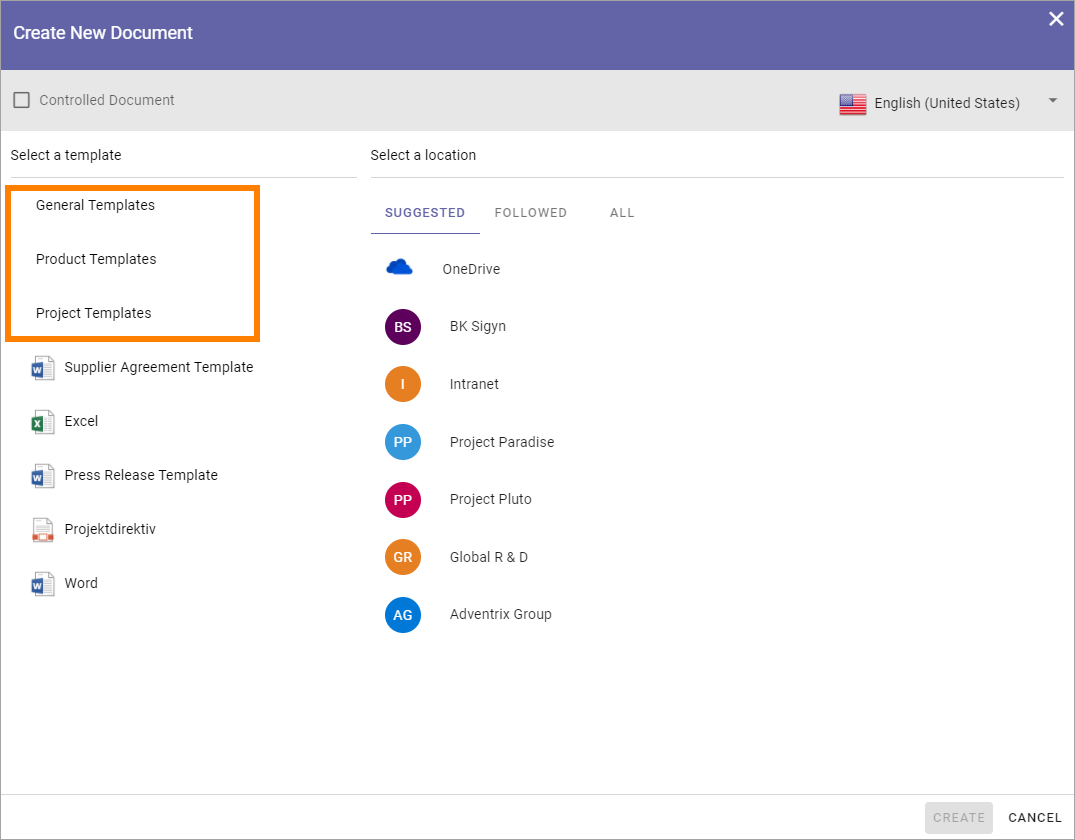 Create New Document
Controlled Document
English (United States)
Select a template
Select a location
General Templates
Product Templates
Project Templates
W Supplier Agreement Template
X Excel
W Press Release Template
Projektdirektiv
W Word
SUGGESTED FOLLOWED ALL
OneDrive
BS BK Sigyn
I Intranet
PP Project Paradise
PP Project Pluto
GR Global R & D
AG Adventrix Group
CREATE CANCEL